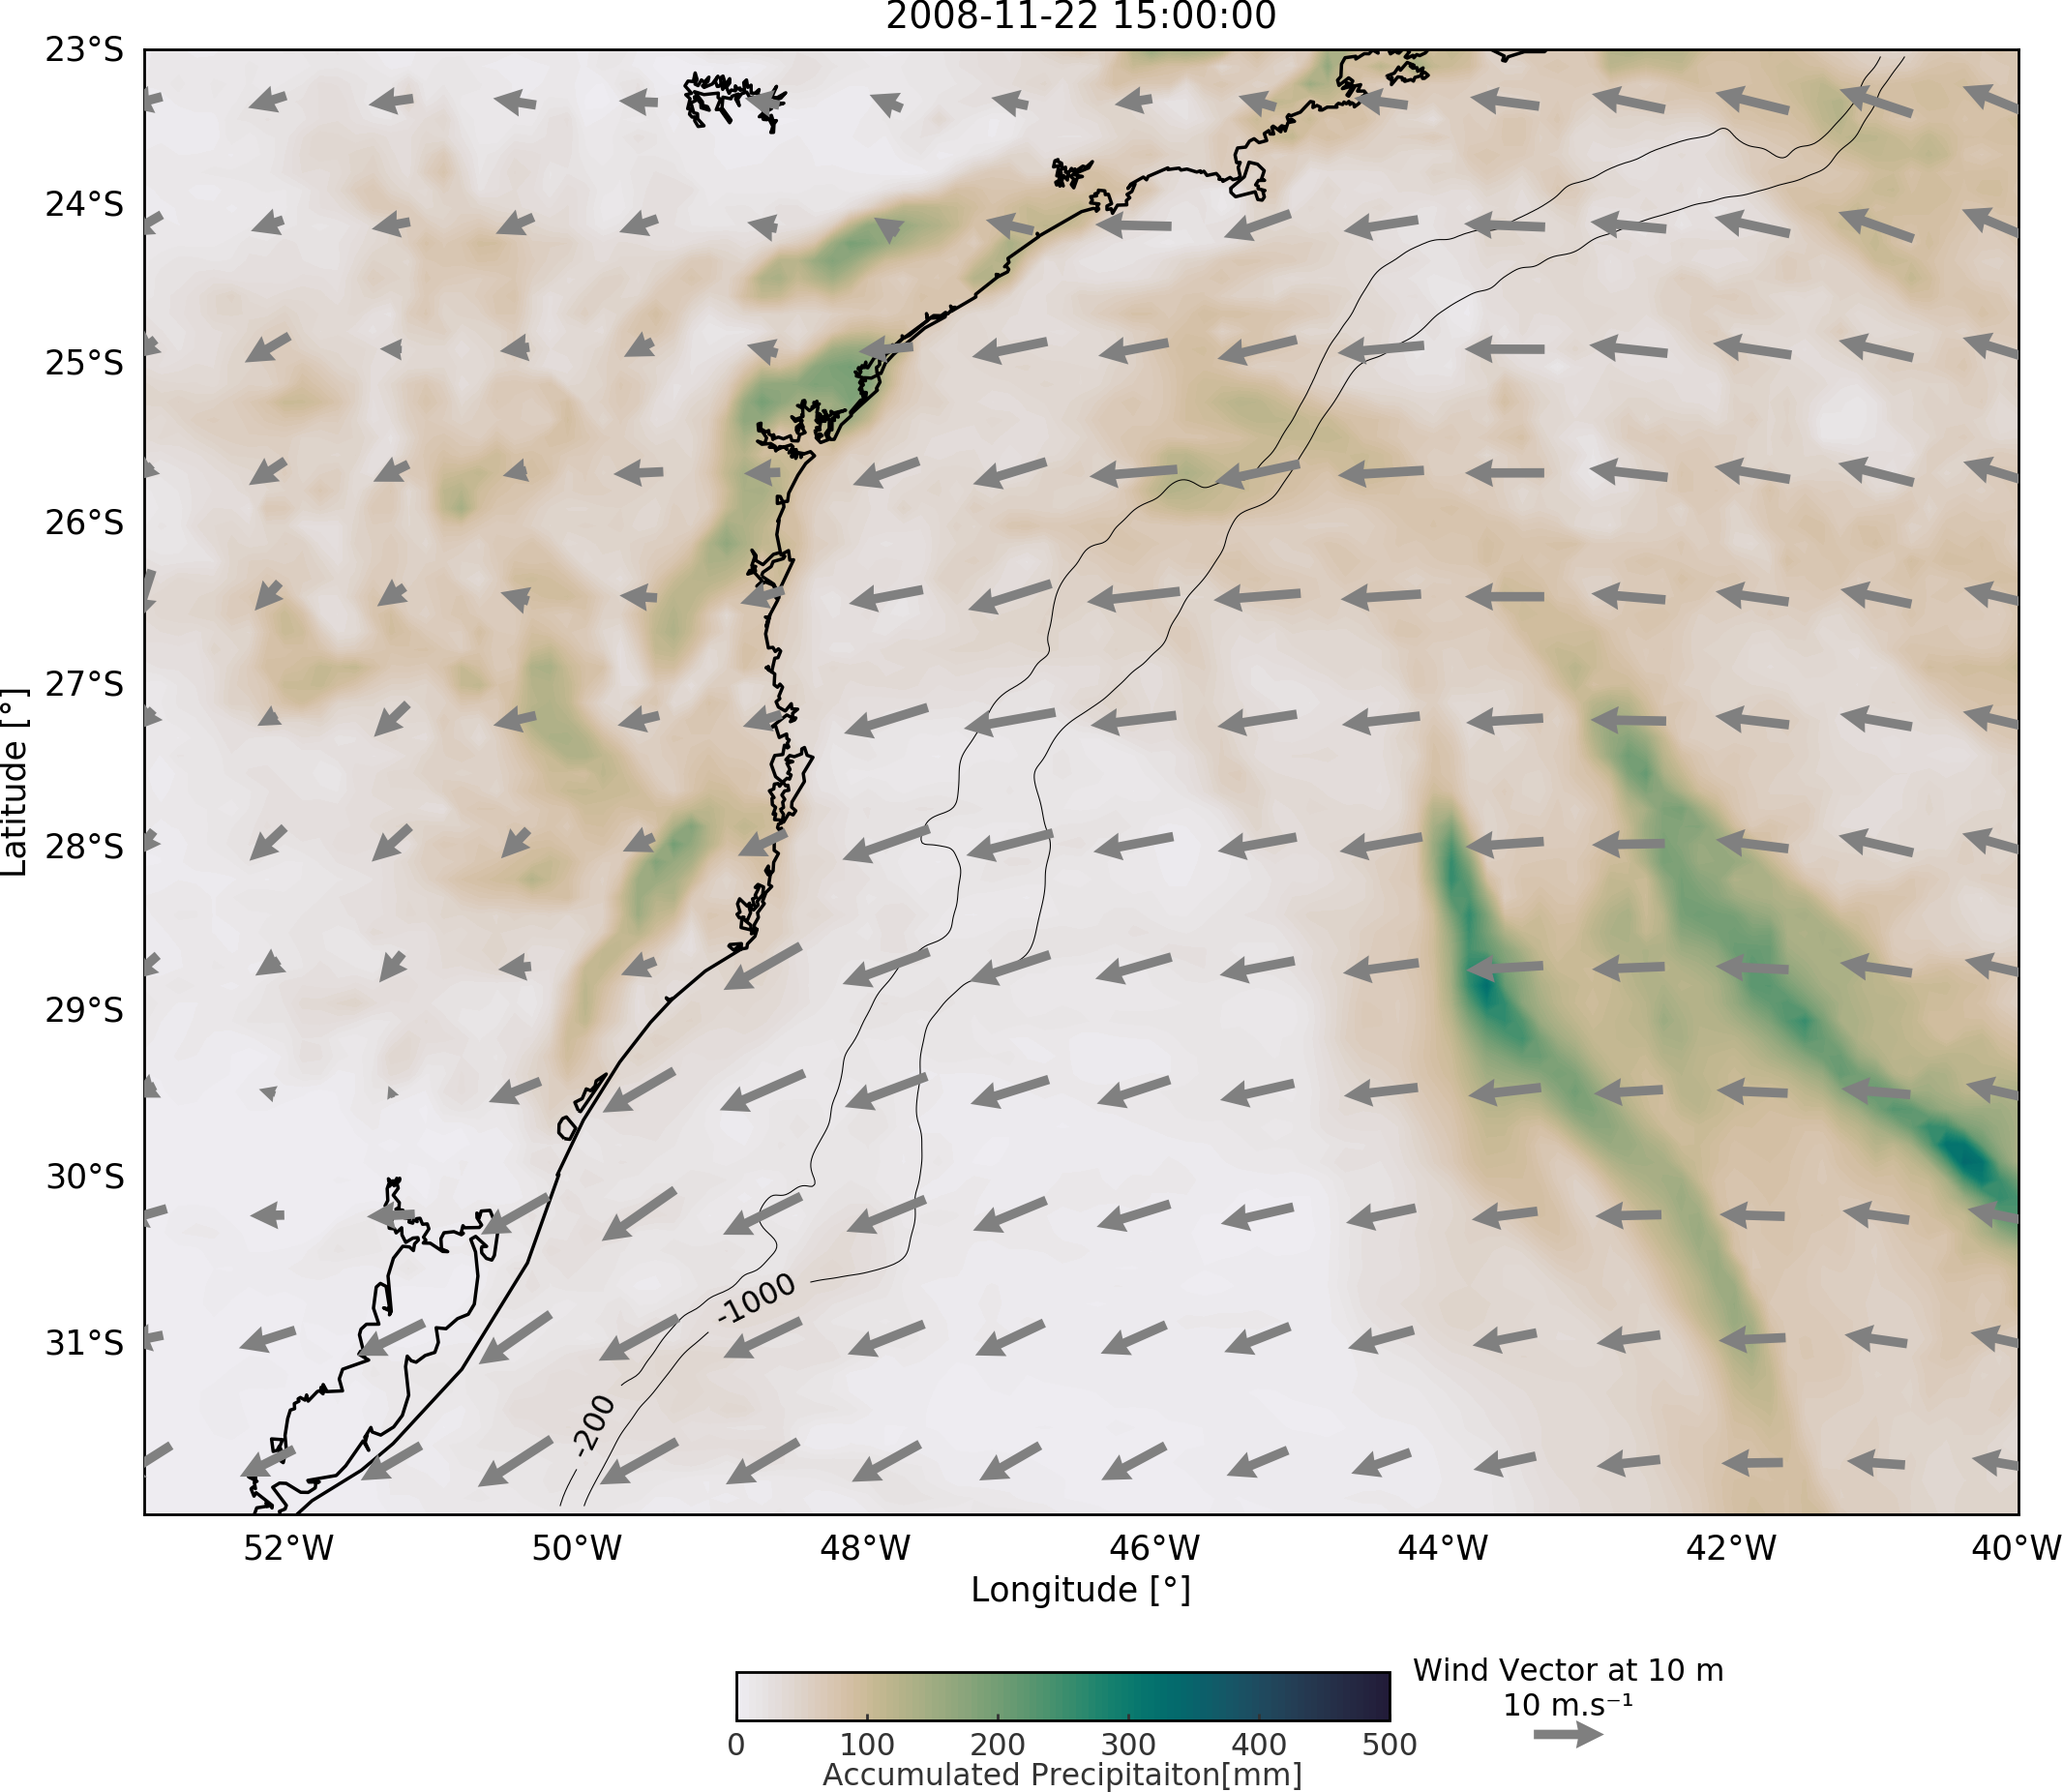 2008-11-22 15:00:00
23°S
24°S
25°S
26°S
27°S
28°S
29°S
30°S
31°S
Latitude [°]
-1000
-200
52°W
50°W
48°W
46°W
44°W
42°W
40°W
Longitude [°]
Wind Vector at 10 m
10 m.s⁻¹
0
100
200
300
400
500
Accumulated Precipitaiton[mm]